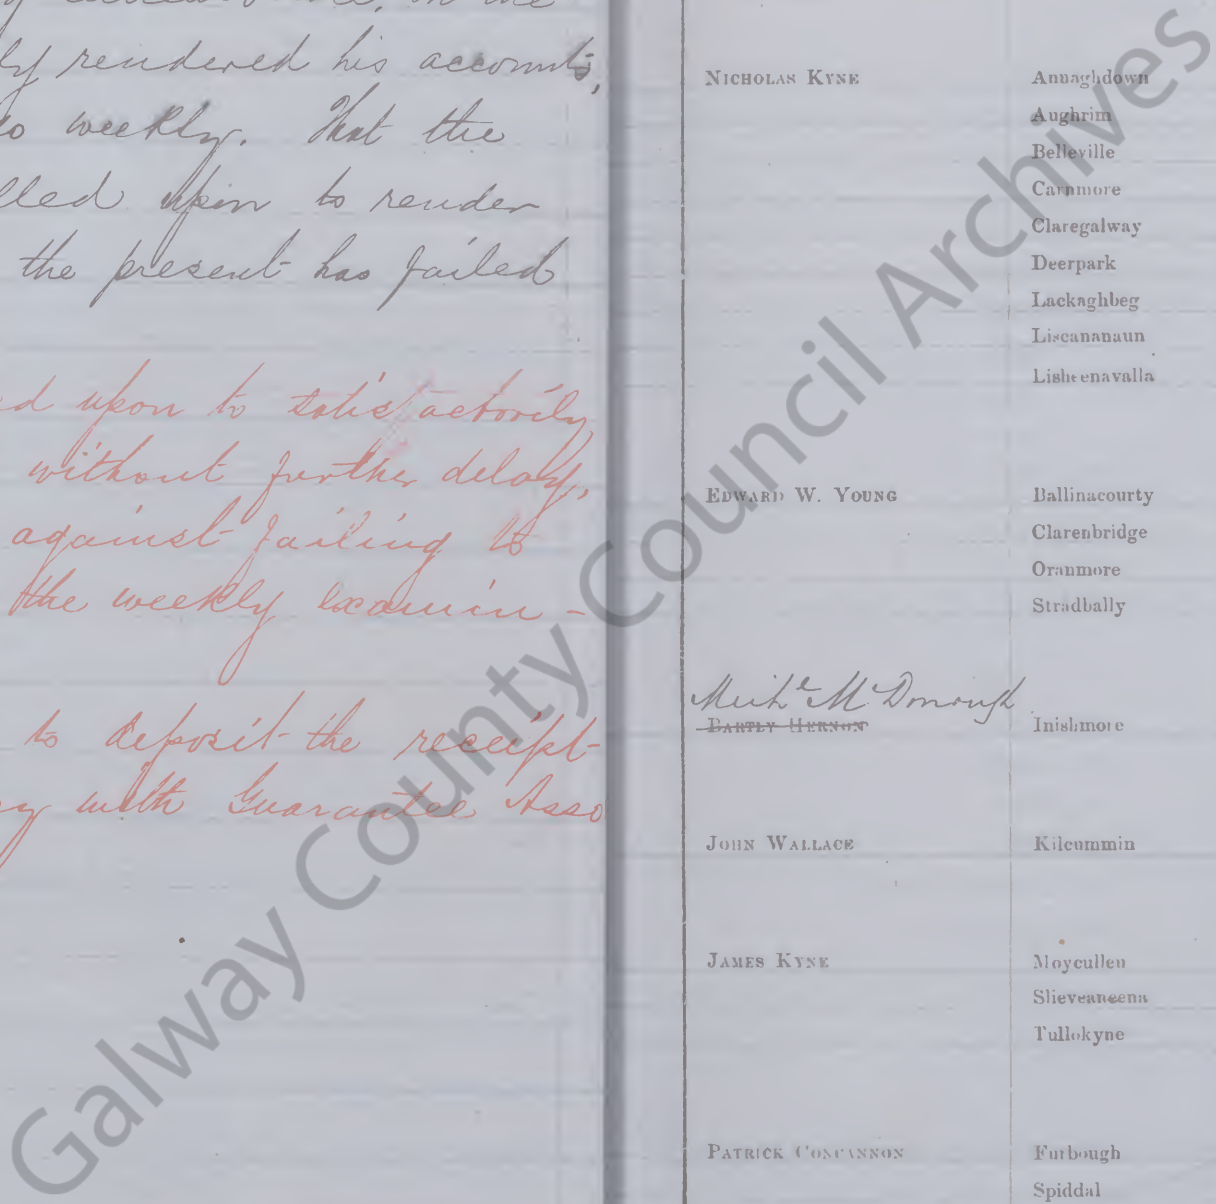 ly rendered his accounts,
weekly. That the
upon to render
the present has failed
upon to satisfactorily
without further delay,
against failing to
the weekly examin-
to deposit the receipt
with Guarantee Asso
NICHOLAS KYNE Annaghdown
Aughrim
Belleville
Carnmore
Claregalway
Deerpark
Lackaghbeg
Liscananaun
Lisheenavalla
EDWARD W. YOUNG Ballinacourty
Clarenbridge
Oranmore
Stradbally
Michl McDonough
BARTLY HERNON Inishmore
JOHN WALLACE Kilcummin
JAMES KYNE Moycullen
Slieveaneena
Tullokyne
PATRICK CONCANNON Furbough
Spiddal
Galway County Council Archives